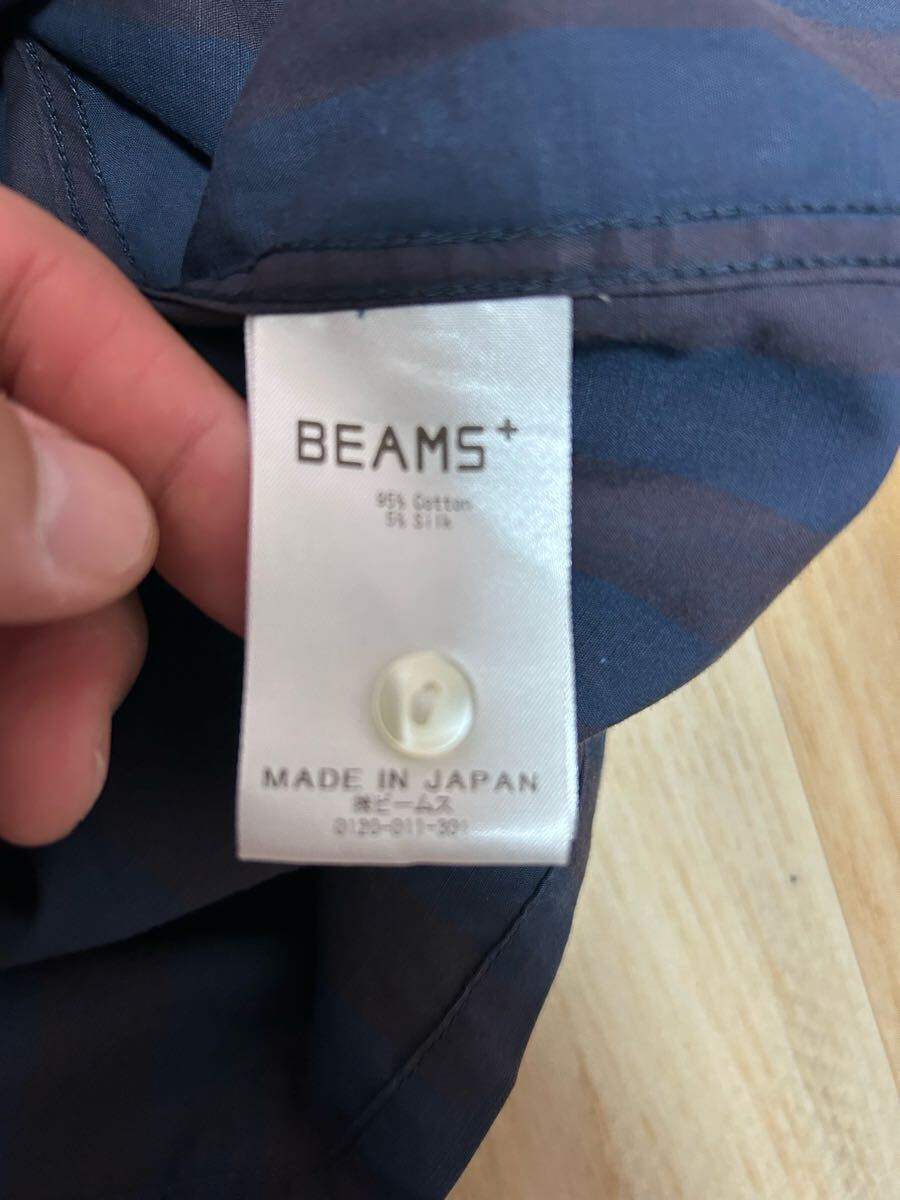 BEAMS+
95% Cotton
5% Silk
MADE IN JAPAN
㈱ビームス
0120-011-301